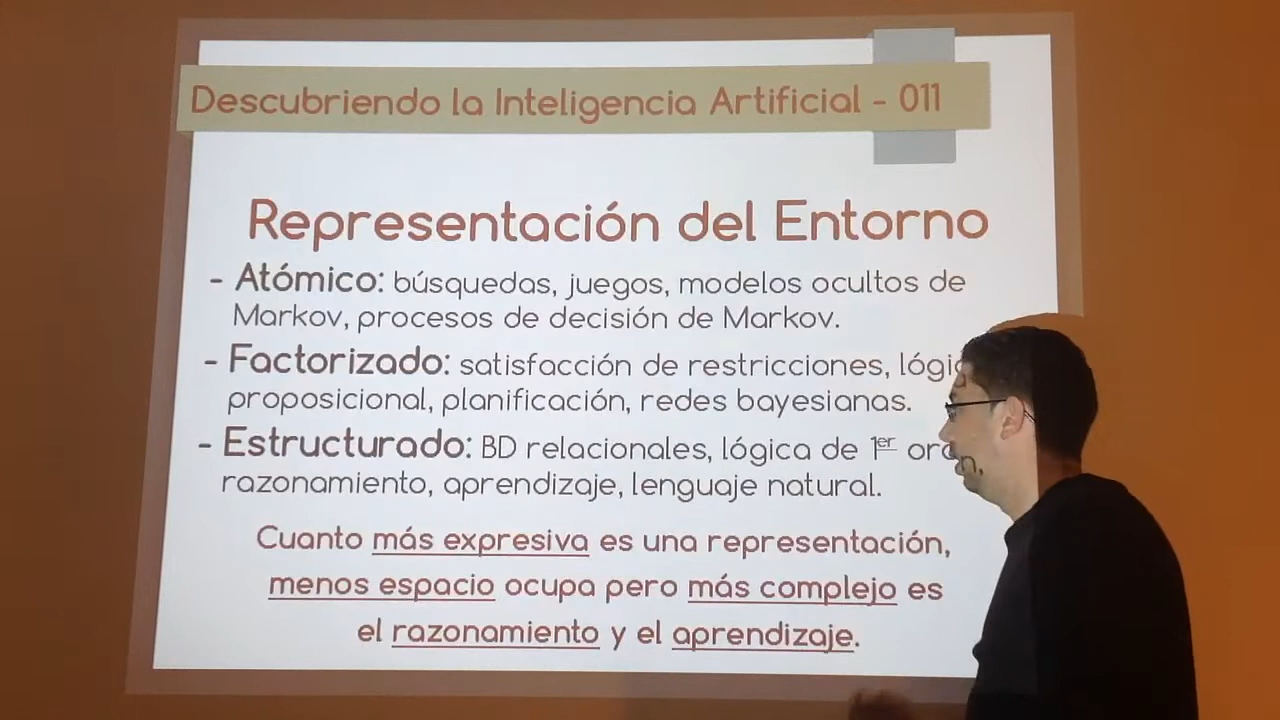 Descubriendo la Inteligencia Artificial - 011
Representación del Entorno
- Atómico: búsquedas, juegos, modelos ocultos de
Markov, procesos de decisión de Markov.
- Factorizado: satisfacción de restricciones, lógica
proposicional, planificación, redes bayesianas.
- Estructurado: BD relacionales, lógica de 1er
razonamiento, aprendizaje, lenguaje natural.
Cuanto más expresiva es una representación,
menos espacio ocupa pero más complejo es
el razonamiento y el aprendizaje.